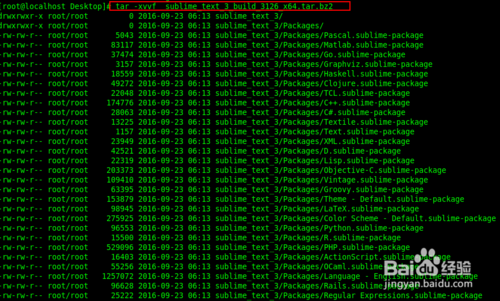 [root@localhost Desktop]# tar -xvvf sublime_text_3_build_3126_x64.tar.bz2
drwxrwxr-x root/root 0 2016-09-23 06:13 sublime_text_3/
drwxrwxr-x root/root 0 2016-09-23 06:13 sublime_text_3/Packages/
-rw-rw-r-- root/root 5043 2016-09-23 06:13 sublime_text_3/Packages/Pascal.sublime-package
-rw-rw-r-- root/root 83117 2016-09-23 06:13 sublime_text_3/Packages/Matlab.sublime-package
-rw-rw-r-- root/root 37474 2016-09-23 06:13 sublime_text_3/Packages/Go.sublime-package
-rw-rw-r-- root/root 3157 2016-09-23 06:13 sublime_text_3/Packages/Graphviz.sublime-package
-rw-rw-r-- root/root 18559 2016-09-23 06:13 sublime_text_3/Packages/Haskell.sublime-package
-rw-rw-r-- root/root 49272 2016-09-23 06:13 sublime_text_3/Packages/Clojure.sublime-package
-rw-rw-r-- root/root 22048 2016-09-23 06:13 sublime_text_3/Packages/TCL.sublime-package
-rw-rw-r-- root/root 174776 2016-09-23 06:13 sublime_text_3/Packages/C++.sublime-package
-rw-rw-r-- root/root 28063 2016-09-23 06:13 sublime_text_3/Packages/C#.sublime-package
-rw-rw-r-- root/root 13225 2016-09-23 06:13 sublime_text_3/Packages/Textile.sublime-package
-rw-rw-r-- root/root 1157 2016-09-23 06:13 sublime_text_3/Packages/Text.sublime-package
-rw-rw-r-- root/root 23949 2016-09-23 06:13 sublime_text_3/Packages/XML.sublime-package
-rw-rw-r-- root/root 42521 2016-09-23 06:13 sublime_text_3/Packages/D.sublime-package
-rw-rw-r-- root/root 22319 2016-09-23 06:13 sublime_text_3/Packages/Lisp.sublime-package
-rw-rw-r-- root/root 203373 2016-09-23 06:13 sublime_text_3/Packages/Objective-C.sublime-package
-rw-rw-r-- root/root 109410 2016-09-23 06:13 sublime_text_3/Packages/Vintage.sublime-package
-rw-rw-r-- root/root 63395 2016-09-23 06:13 sublime_text_3/Packages/Groovy.sublime-package
-rw-rw-r-- root/root 153879 2016-09-23 06:13 sublime_text_3/Packages/Theme - Default.sublime-package
-rw-rw-r-- root/root 98945 2016-09-23 06:13 sublime_text_3/Packages/LaTeX.sublime-package
-rw-rw-r-- root/root 275925 2016-09-23 06:13 sublime_text_3/Packages/Color Scheme - Default.sublime-package
-rw-rw-r-- root/root 96553 2016-09-23 06:13 sublime_text_3/Packages/Python.sublime-package
-rw-rw-r-- root/root 15500 2016-09-23 06:13 sublime_text_3/Packages/R.sublime-package
-rw-rw-r-- root/root 529096 2016-09-23 06:13 sublime_text_3/Packages/PHP.sublime-package
-rw-rw-r-- root/root 16403 2016-09-23 06:13 sublime_text_3/Packages/ActionScript.sublime-package
-rw-rw-r-- root/root 55256 2016-09-23 06:13 sublime_text_3/Packages/OCaml.sublime-package
-rw-rw-r-- root/root 1257072 2016-09-23 06:13 sublime_text_3/Packages/Language - English.sublime-package
-rw-rw-r-- root/root 96628 2016-09-23 06:13 sublime_text_3/Packages/Rails.sublime-package
-rw-rw-r-- root/root 25222 2016-09-23 06:13 sublime_text_3/Packages/Regular Expressions.sublime-package
Baidu 经验
jingyan.baidu.com